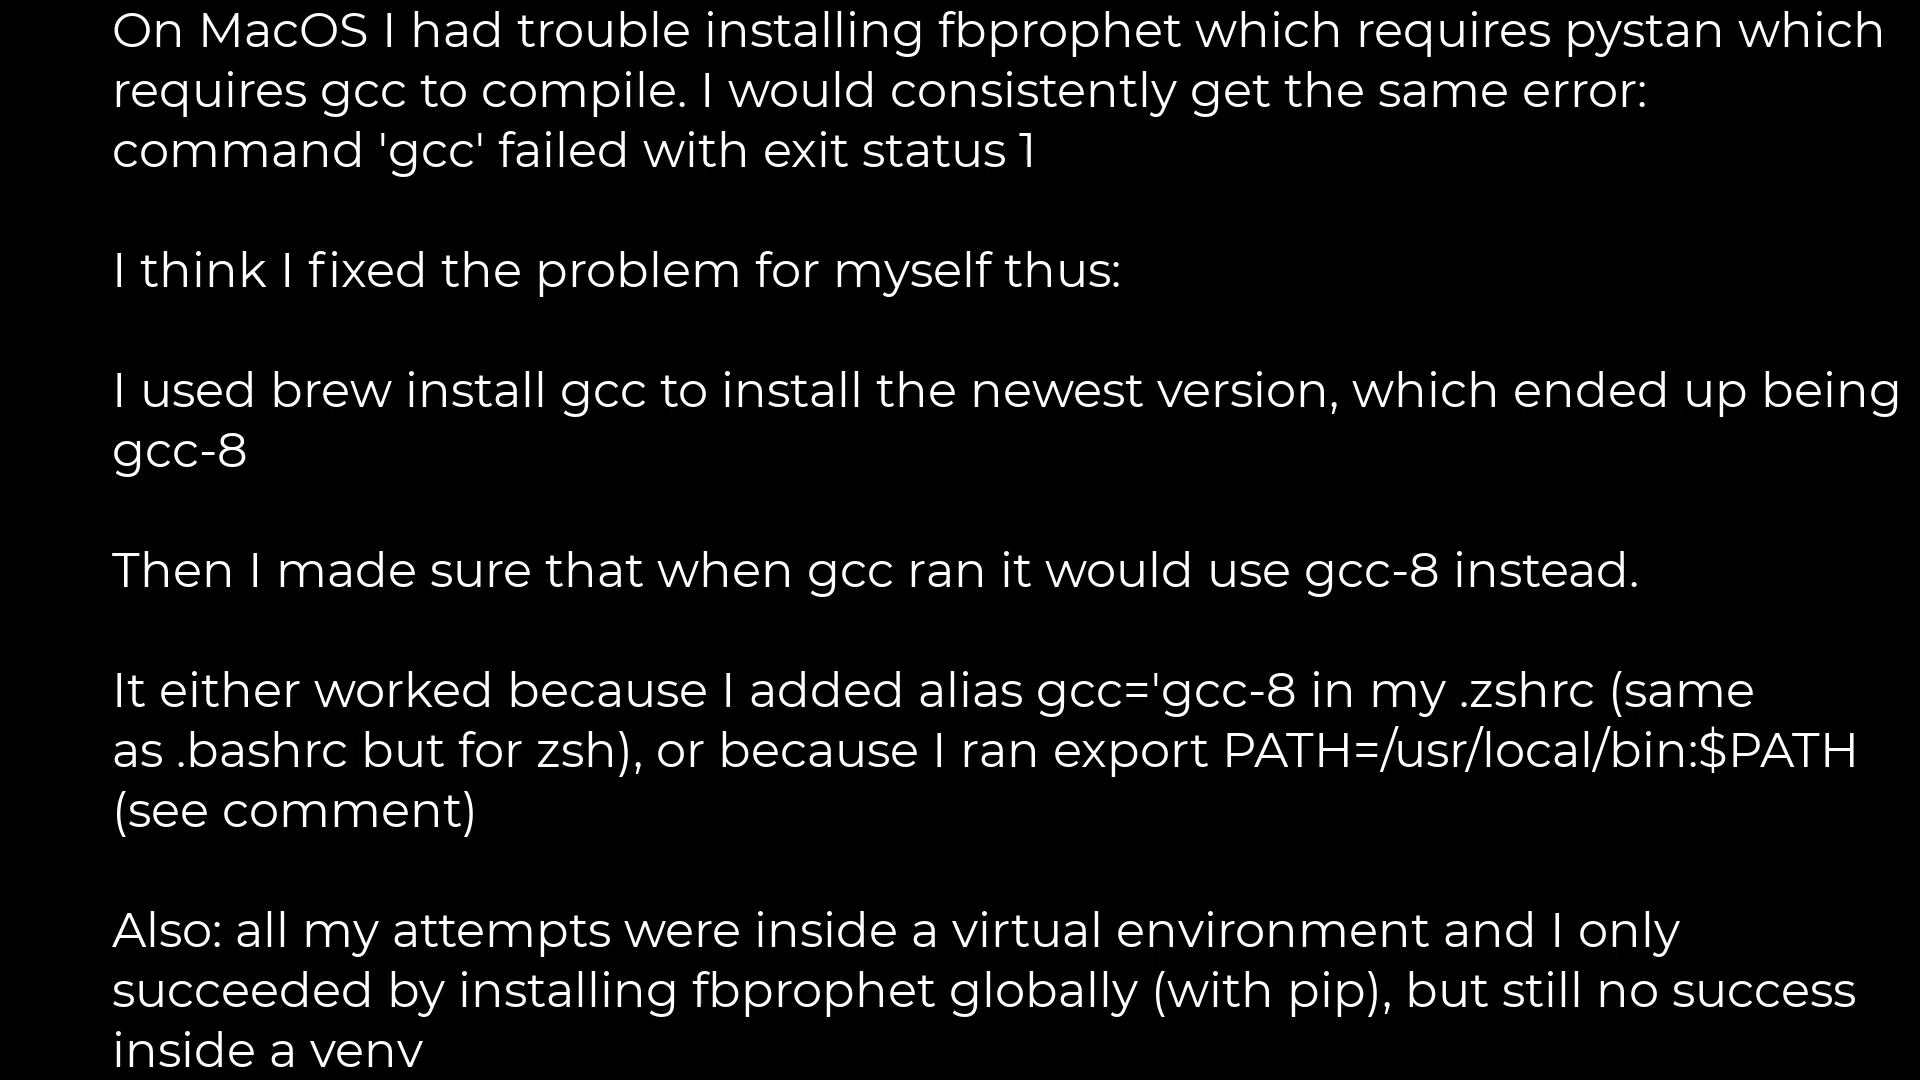 On MacOS I had trouble installing fbprophet which requires pystan which
requires gcc to compile. I would consistently get the same error:
command 'gcc' failed with exit status 1
I think I fixed the problem for myself thus:
I used brew install gcc to install the newest version, which ended up being
gcc-8
Then I made sure that when gcc ran it would use gcc-8 instead.
It either worked because I added alias gcc='gcc-8 in my .zshrc (same
as .bashrc but for zsh), or because I ran export PATH=/usr/local/bin:$PATH
(see comment)
Also: all my attempts were inside a virtual environment and I only
succeeded by installing fbprophet globally (with pip), but still no success
inside a venv